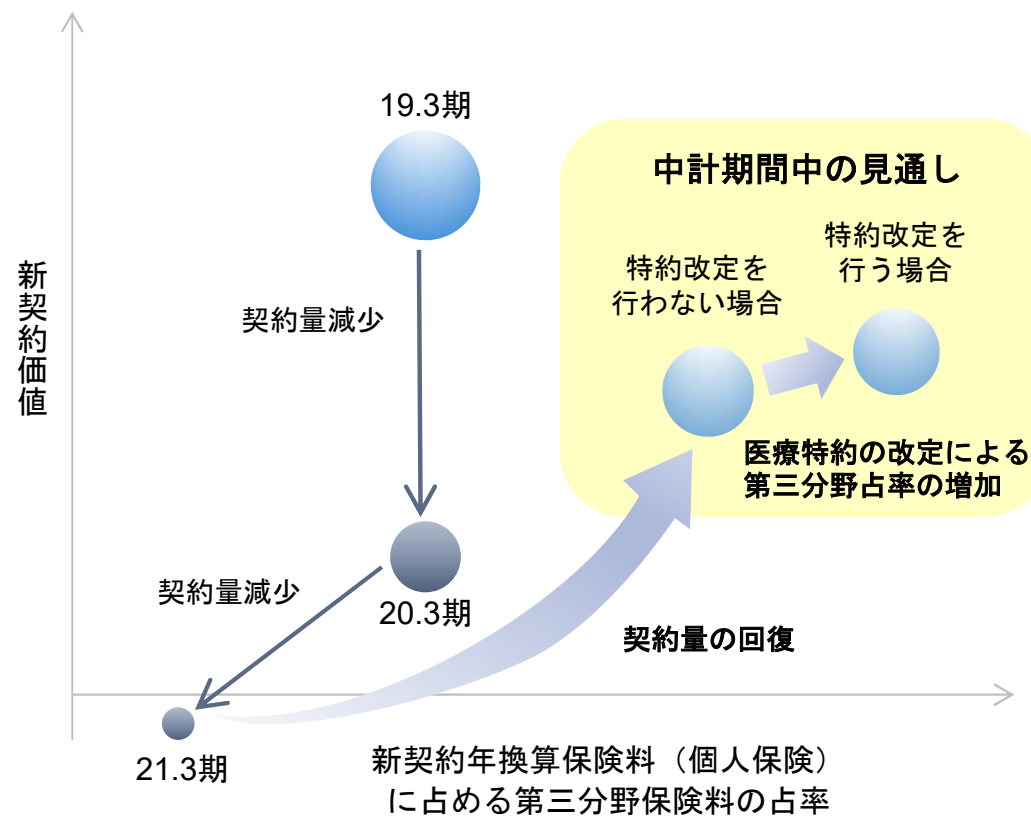 19.3期
中計期間中の見通し
特約改定を
行う場合
特約改定を
行わない場合
新契約価値
契約量減少
医療特約の改定による
第三分野占率の増加
契約量減少
20.3期
契約量の回復
21.3期
新契約年換算保険料（個人保険）
に占める第三分野保険料の占率